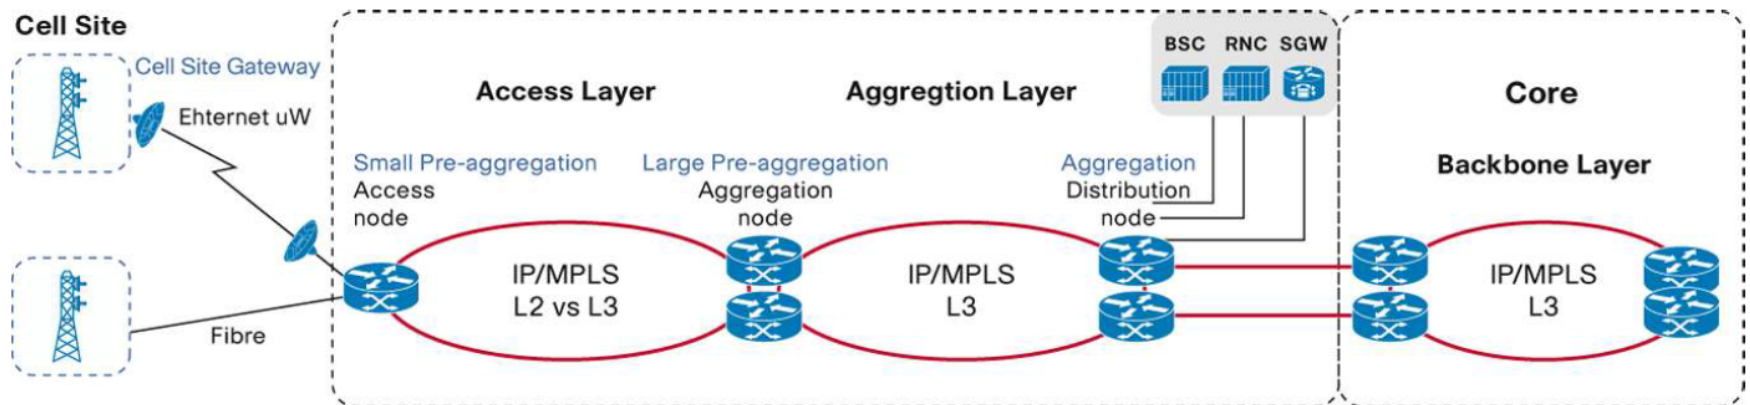 Cell Site
Cell Site Gateway
Ehternet uW
Fibre
Access Layer
Small Pre-aggregation
Access
node
IP/MPLS
L2 vs L3
Aggregtion Layer
Large Pre-aggregation
Aggregation
node
IP/MPLS
L3
BSC RNC SGW
Aggregation
Distribution
node
Core
Backbone Layer
IP/MPLS
L3